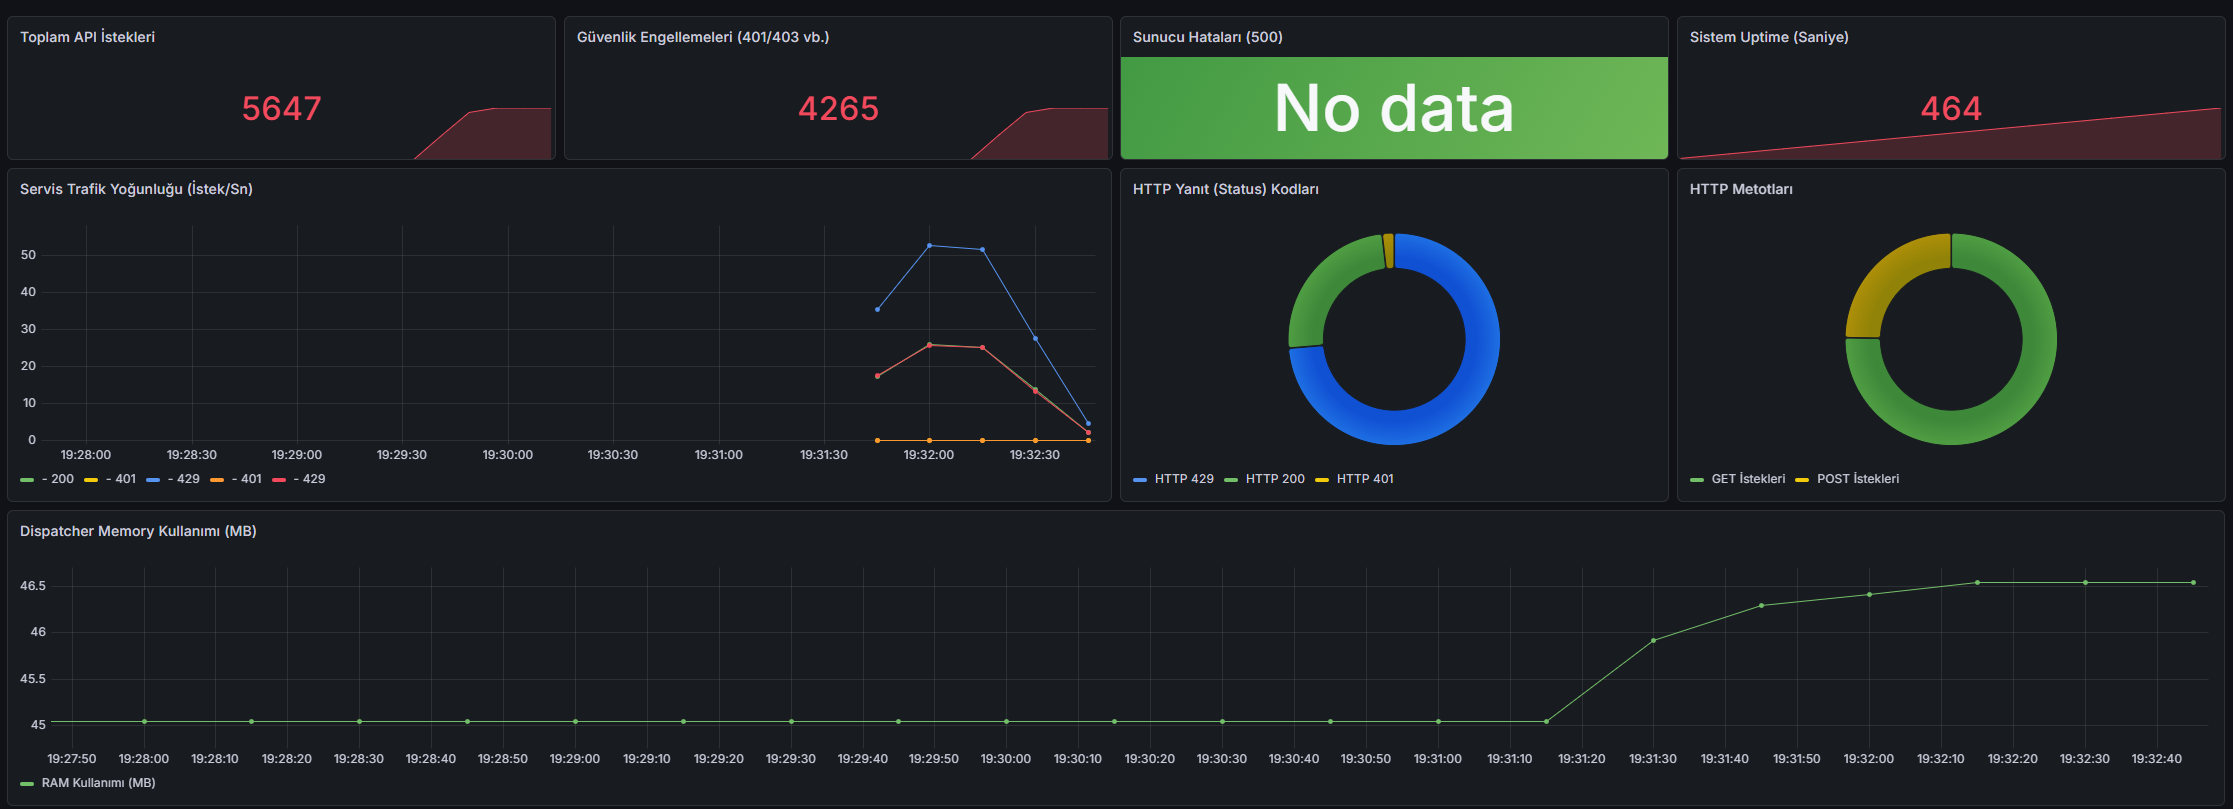 Toplam API İstekleri
5647
Güvenlik Engellemeleri (401/403 vb.)
4265
Sunucu Hataları (500)
No data
Sistem Uptime (Saniye)
464
Servis Trafik Yoğunluğu (İstek/Sn)
50
40
30
20
10
0
19:28:00 19:28:30 19:29:00 19:29:30 19:30:00 19:30:30 19:31:00 19:31:30 19:32:00 19:32:30
- 200 - 401 - 429 - 401 - 429
HTTP Yanıt (Status) Kodları
HTTP 429 HTTP 200 HTTP 401
HTTP Metotları
GET İstekleri POST İstekleri
Dispatcher Memory Kullanımı (MB)
46.5
46
45.5
45
19:27:50 19:28:00 19:28:10 19:28:20 19:28:30 19:28:40 19:28:50 19:29:00 19:29:10 19:29:20 19:29:30 19:29:40 19:29:50 19:30:00 19:30:10 19:30:20 19:30:30 19:30:40 19:30:50 19:31:00 19:31:10 19:31:20 19:31:30 19:31:40 19:31:50 19:32:00 19:32:10 19:32:20 19:32:30 19:32:40
RAM Kullanımı (MB)